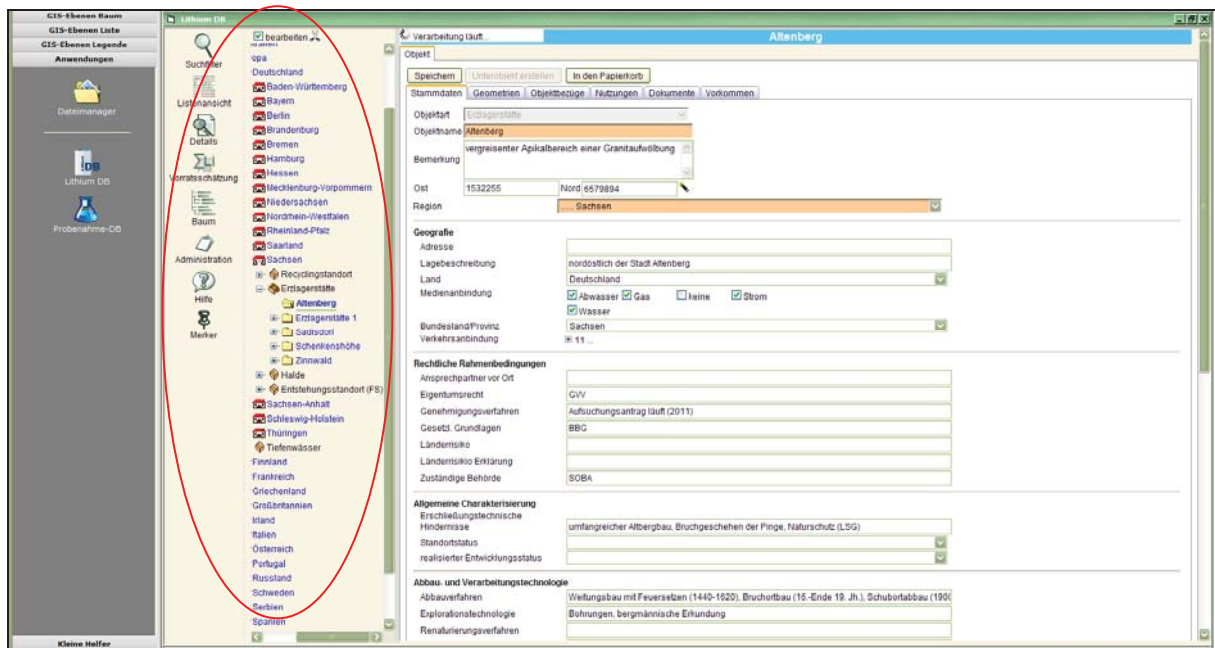 GIS-Ebenen Baum
GIS-Ebenen Liste
GIS-Ebenen Legende
Anwendungen
Dateimanager
Lithium DB
Probenahme-DB
Kleine Helfer
Lithium DB
Suchfilter
Listenansicht
Details
Vorratsschätzung
Baum
Administration
Hilfe
Merker
bearbeiten
opa
Deutschland
Baden-Württemberg
Bayern
Berlin
Brandenburg
Bremen
Hamburg
Hessen
Mecklenburg-Vorpommern
Niedersachsen
Nordrhein-Westfalen
Rheinland-Pfalz
Saarland
Sachsen
Recyclingstandort
Erzlagerstätte
Altenberg
Erzlagerstätte 1
Sadisdorf
Schenkenshöhe
Zinnwald
Halde
Entstehungsstandort (FS)
Sachsen-Anhalt
Schleswig-Holstein
Thüringen
Tiefenwässer
Finnland
Frankreich
Griechenland
Großbritannien
Irland
Italien
Österreich
Portugal
Russland
Schweden
Serbien
Spanien
Verarbeitung läuft...
Altenberg
Objekt
Speichern Unterobjekt erstellen In den Papierkorb
Stammdaten Geometrien Objektbezüge Nutzungen Dokumente Vorkommen
Objektart Erzlagerstätte
Objektname Altenberg
Bemerkung vergreisenter Apikalbereich einer Granitaufwölbung
Ost 1532255 Nord 6579894
Region ..... Sachsen
Geografie
Adresse
Lagebeschreibung nordöstlich der Stadt Altenberg
Land Deutschland
Medienanbindung Abwasser Gas keine Strom
Wasser
Bundesland/Provinz Sachsen
Verkehrsanbindung 11 ...
Rechtliche Rahmenbedingungen
Ansprechpartner vor Ort
Eigentumsrecht GVV
Genehmigungsverfahren Aufsuchungsantrag läuft (2011)
Gesetzl. Grundlagen BBG
Länderrisiko
Länderrisikio Erklärung
Zuständige Behörde SOBA
Allgemeine Charakterisierung
Erschließungstechnische
Hindernisse umfangreicher Altbergbau, Bruchgeschehen der Pinge, Naturschutz (LSG)
Standortstatus
realisierter Entwicklungsstatus
Abbau- und Verarbeitungstechnologie
Abbauverfahren Weitungsbau mit Feuersetzen (1440-1620), Bruchortbau (16.-Ende 19. Jh.), Schubortabbau (190
Explorationstechnologie Bohrungen, bergmännische Erkundung
Renaturierungsverfahren